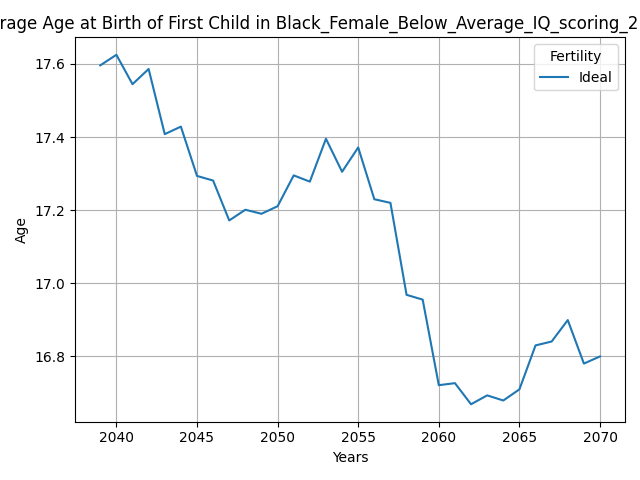 rage Age at Birth of First Child in Black_Female_Below_Average_IQ_scoring_2
17.6
17.4
17.2
17.0
16.8
Age
Fertility
Ideal
2040 2045 2050 2055 2060 2065 2070
Years